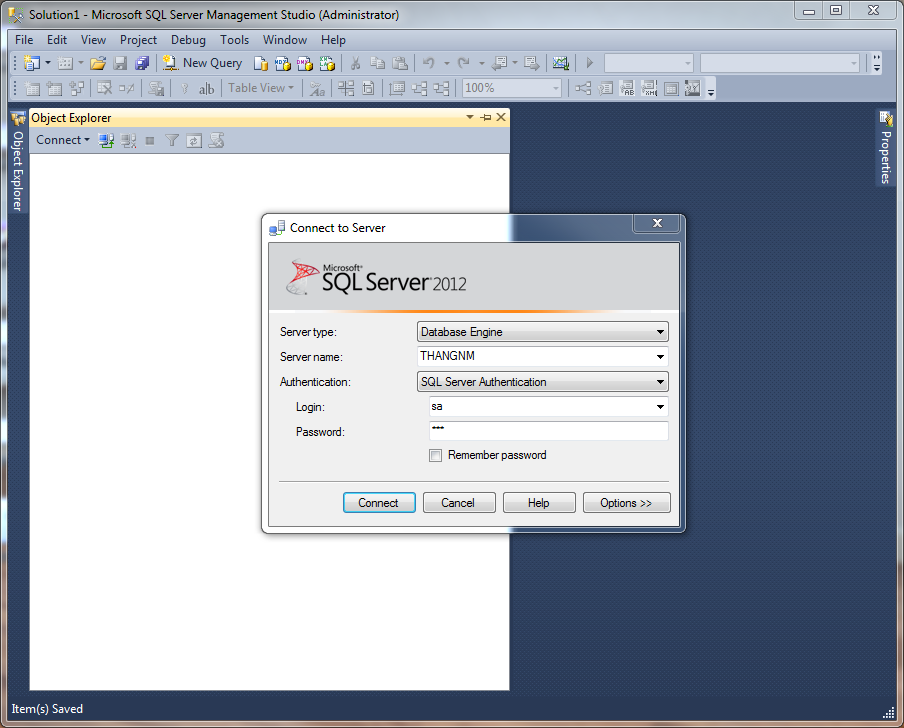 Solution1 - Microsoft SQL Server Management Studio (Administrator)
File Edit View Project Debug Tools Window Help
New Query
ab Table View 100%
Object Explorer
Connect
Object Explorer
Properties
Connect to Server
Microsoft®
SQL Server® 2012
Server type: Database Engine
Server name: THANGNM
Authentication: SQL Server Authentication
Login: sa
Password: ***
Remember password
Connect Cancel Help Options >>
Item(s) Saved